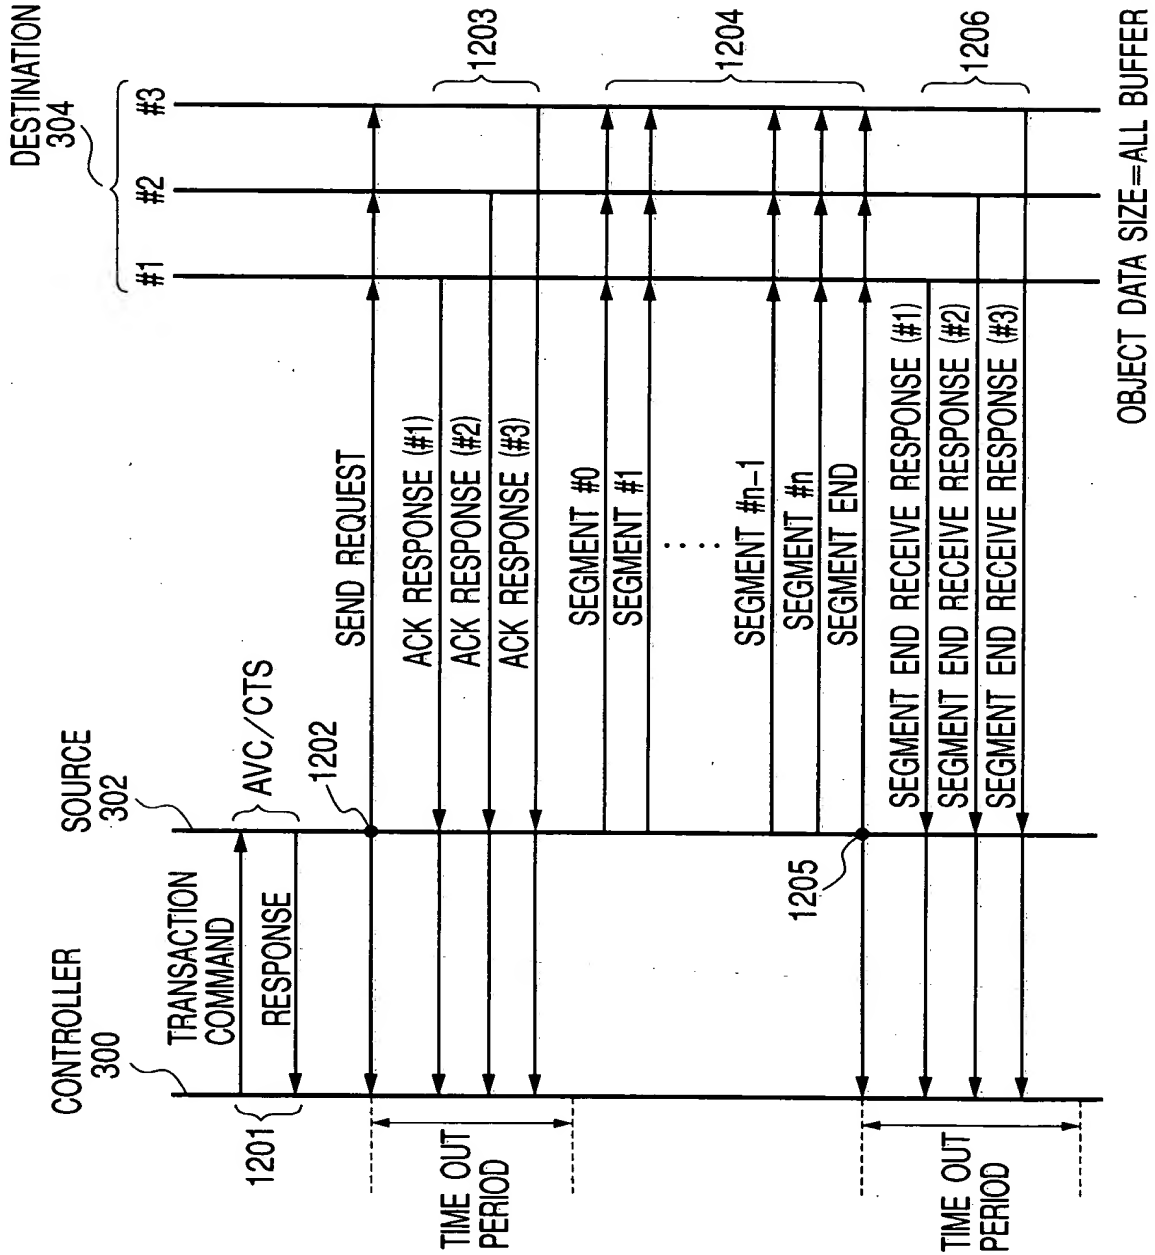 CONTROLLER
300
SOURCE
302
DESTINATION
304
#1
#2
#3
TRANSACTION
COMMAND
RESPONSE
AVC/CTS
1201
1202
SEND REQUEST
ACK RESPONSE (#1)
ACK RESPONSE (#2)
ACK RESPONSE (#3)
1203
TIME OUT
PERIOD
SEGMENT #0
SEGMENT #1
....
SEGMENT #n-1
SEGMENT #n
SEGMENT END
1204
1205
SEGMENT END RECEIVE RESPONSE (#1)
SEGMENT END RECEIVE RESPONSE (#2)
SEGMENT END RECEIVE RESPONSE (#3)
1206
TIME OUT
PERIOD
OBJECT DATA SIZE=ALL BUFFER